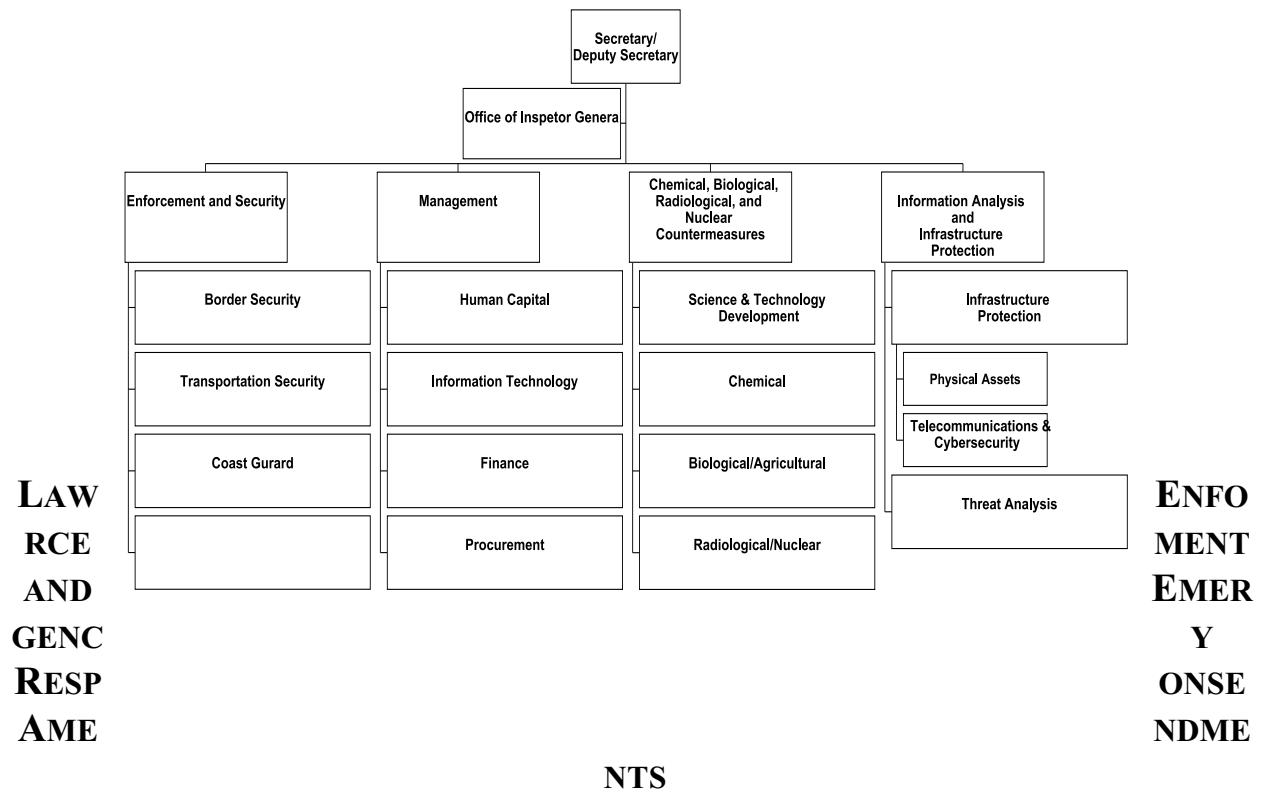 Secretary/
Deputy Secretary
Office of Inspetor Genera
Enforcement and Security
Management
Chemical, Biological,
Radiological, and
Nuclear
Countermeasures
Information Analysis
and
Infrastructure
Protection
Border Security
Human Capital
Science & Technology
Development
Infrastructure
Protection
Transportation Security
Information Technology
Chemical
Physical Assets
Telecommunications &
Cybersecurity
Coast Gurard
Finance
Biological/Agricultural
Threat Analysis
Procurement
Radiological/Nuclear
LAW ENFO
RCE MENT
AND EMER
GENC Y
RESP ONSE
AME NDME
NTS